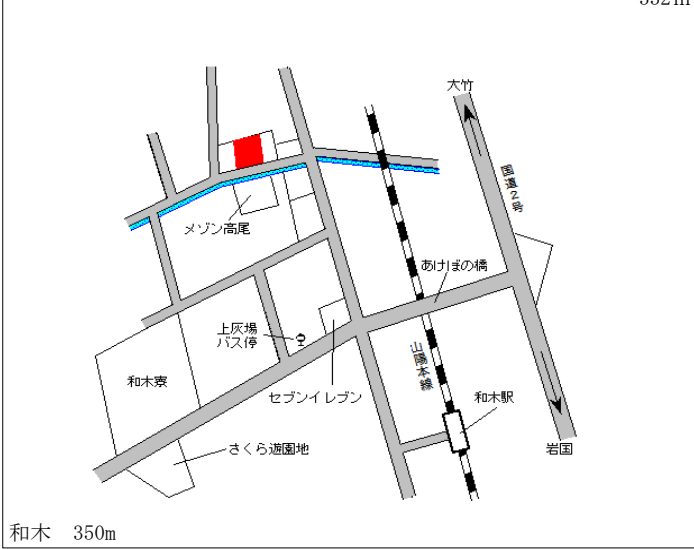 大竹
国道2号
メゾン高尾
あけぼの橋
上灰場
バス停
山陽本線
和木寮
セブンイレブン
和木駅
さくら遊園地
岩国
和木 350m